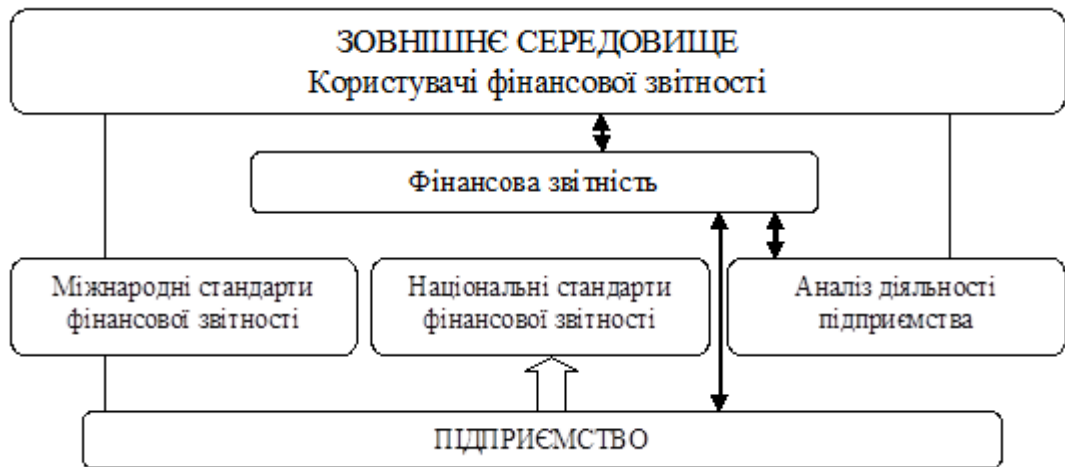 ЗОВНІШНЄ СЕРЕДОВИЩЕ
Користувачі фінансової звітності
Фінансова звітність
Міжнародні стандарти
фінансової звітності
Національні стандарти
фінансової звітності
Аналіз діяльності
підприємства
ПІДПРИЄМСТВО